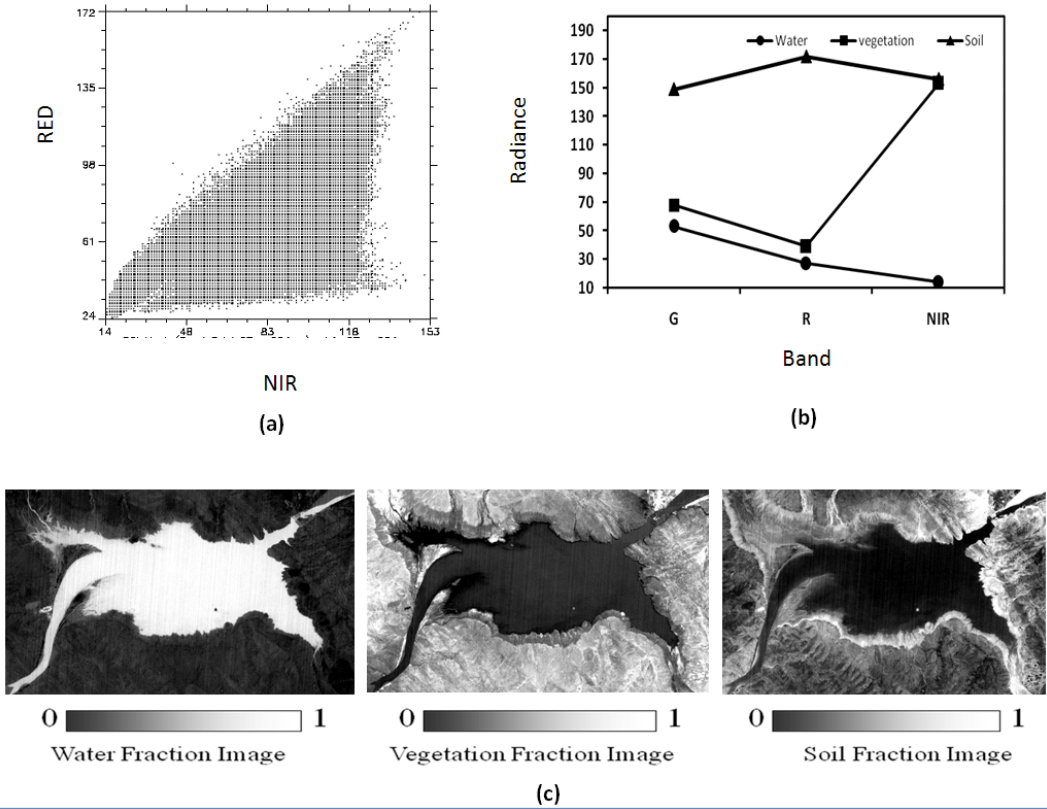 172
135
98
61
24
14 48 83 118 153
RED
NIR
(a)
190
170
150
130
110
90
70
50
30
10
Water vegetation Soil
Radiance
G R NIR
Band
(b)
0 1 0 1 0 1
Water Fraction Image Vegetation Fraction Image Soil Fraction Image
(c)